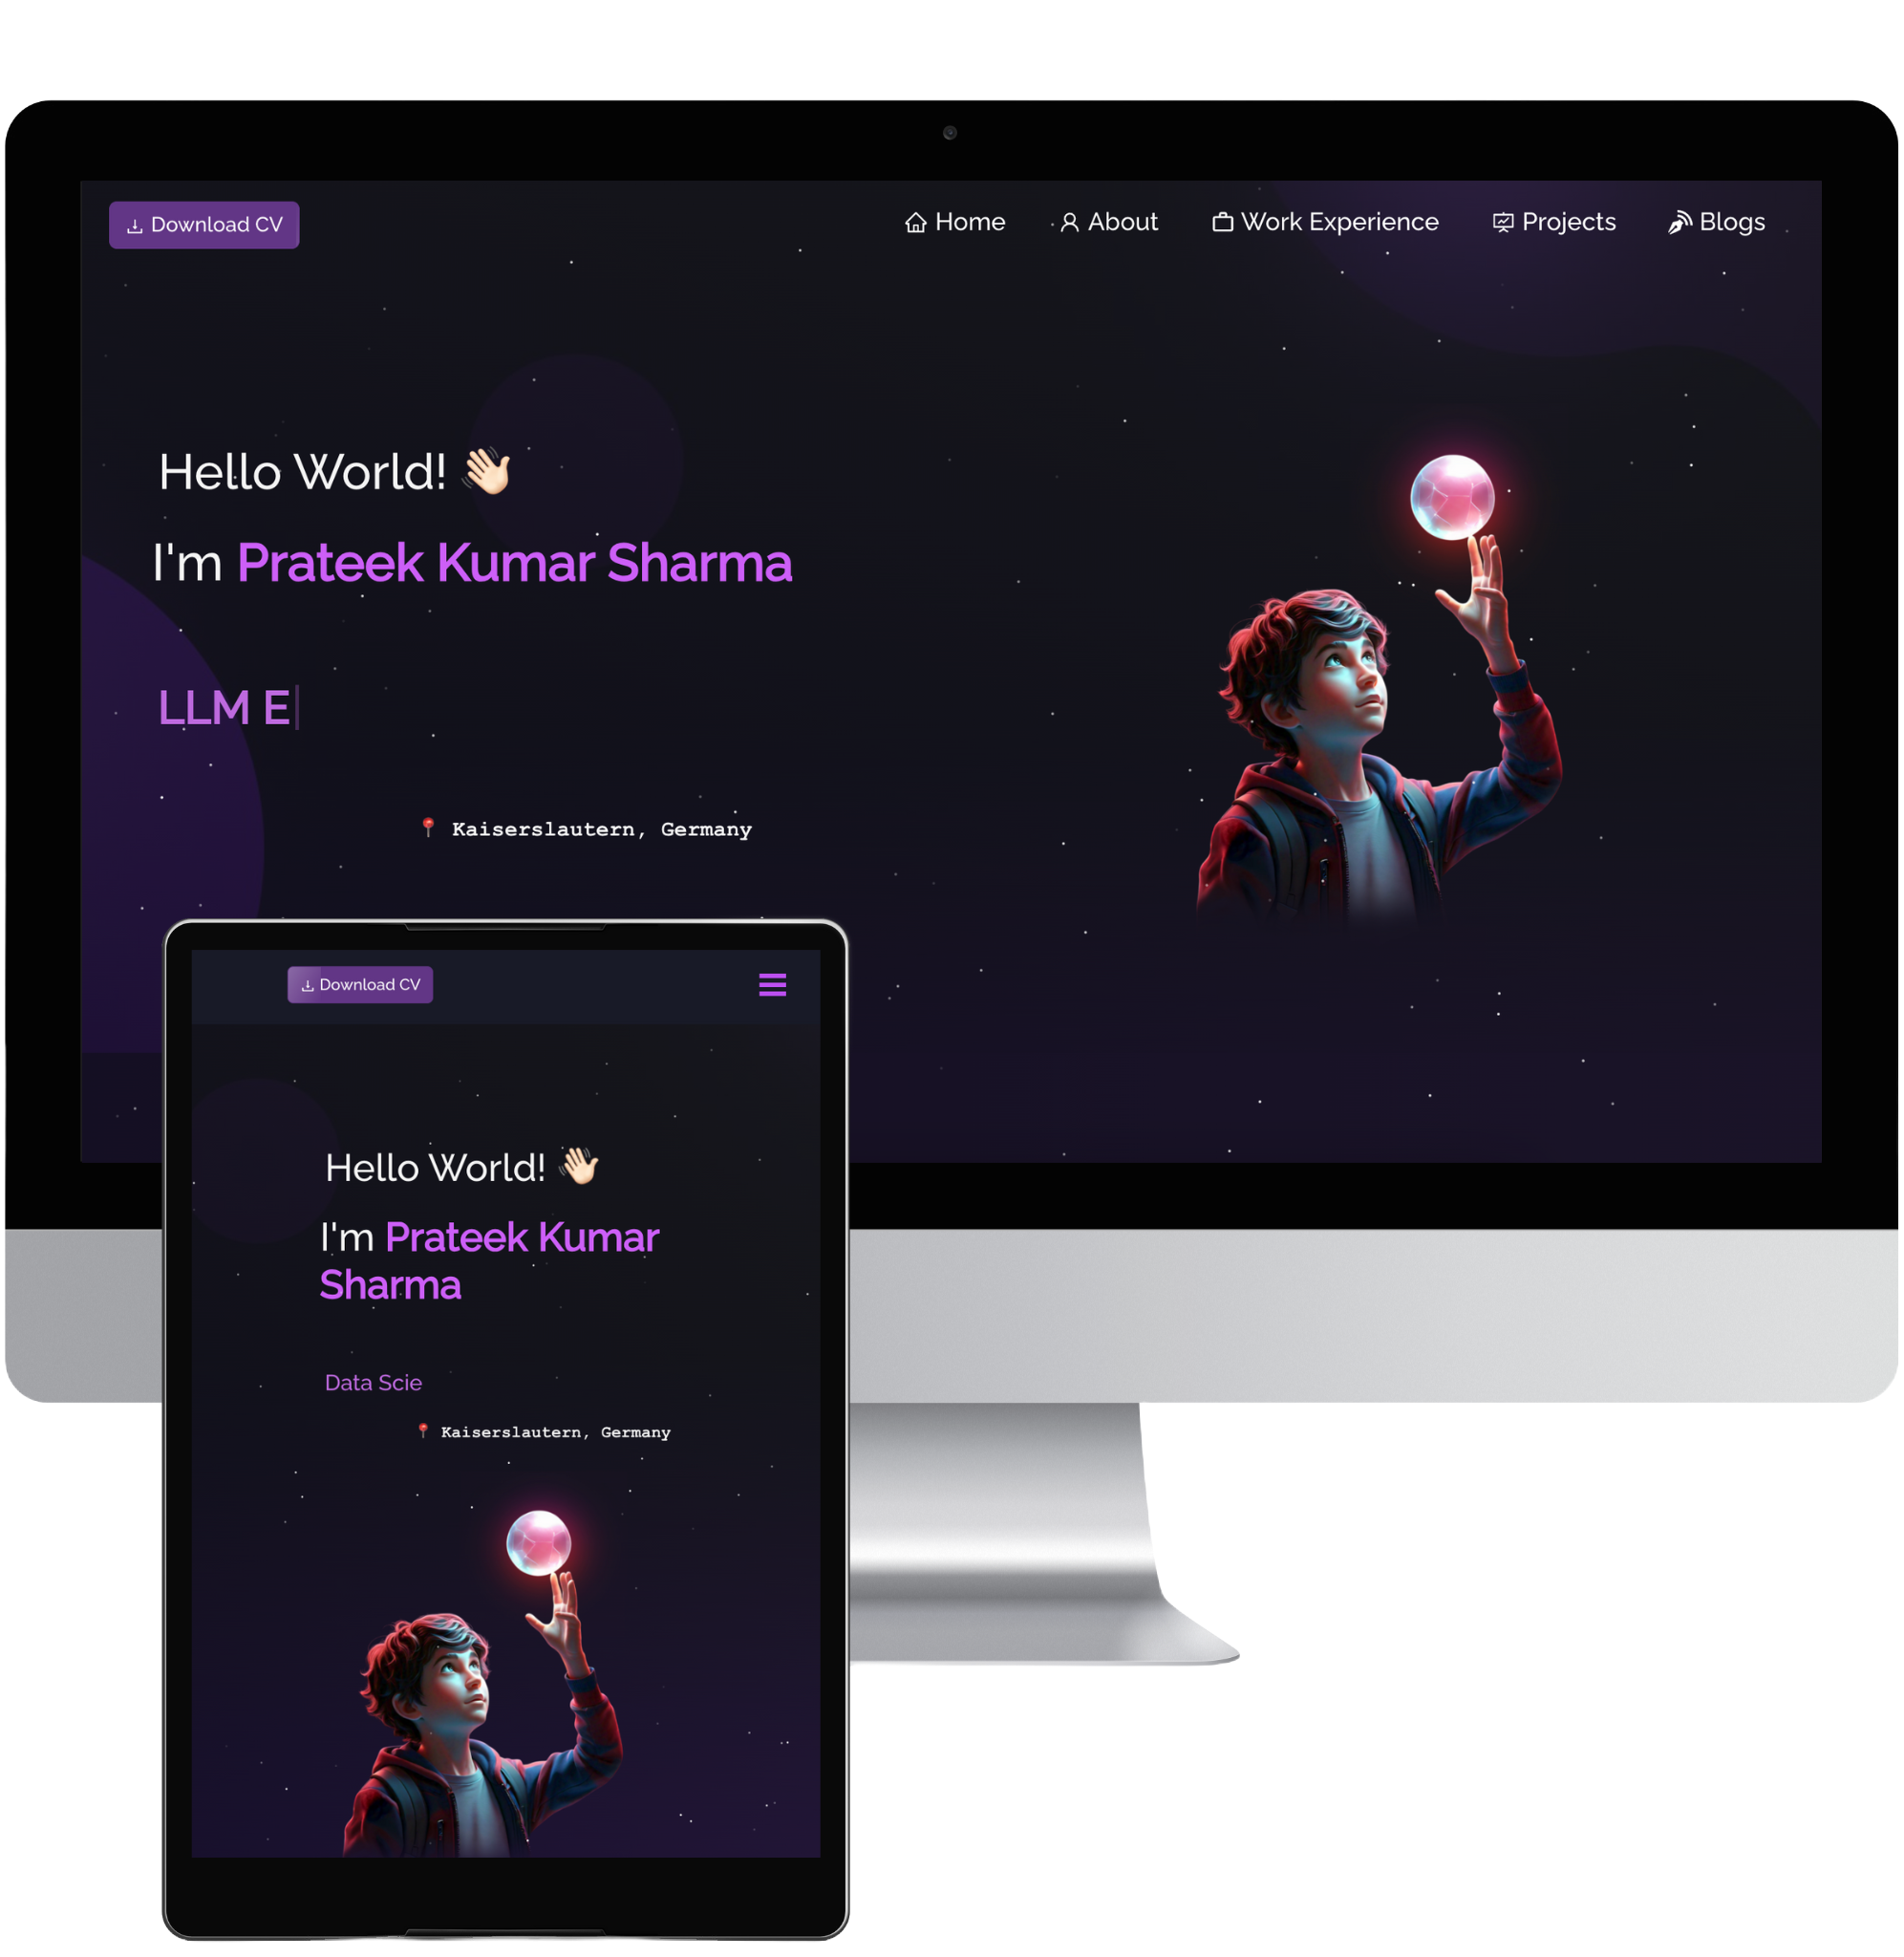 Download CV
Home About Work Experience Projects Blogs
Hello World! 👋🏻
I'm Prateek Kumar Sharma
LLM E
📍 Kaiserslautern, Germany
Download CV
Hello World! 👋🏻
I'm Prateek Kumar
Sharma
Data Scie
📍 Kaiserslautern, Germany